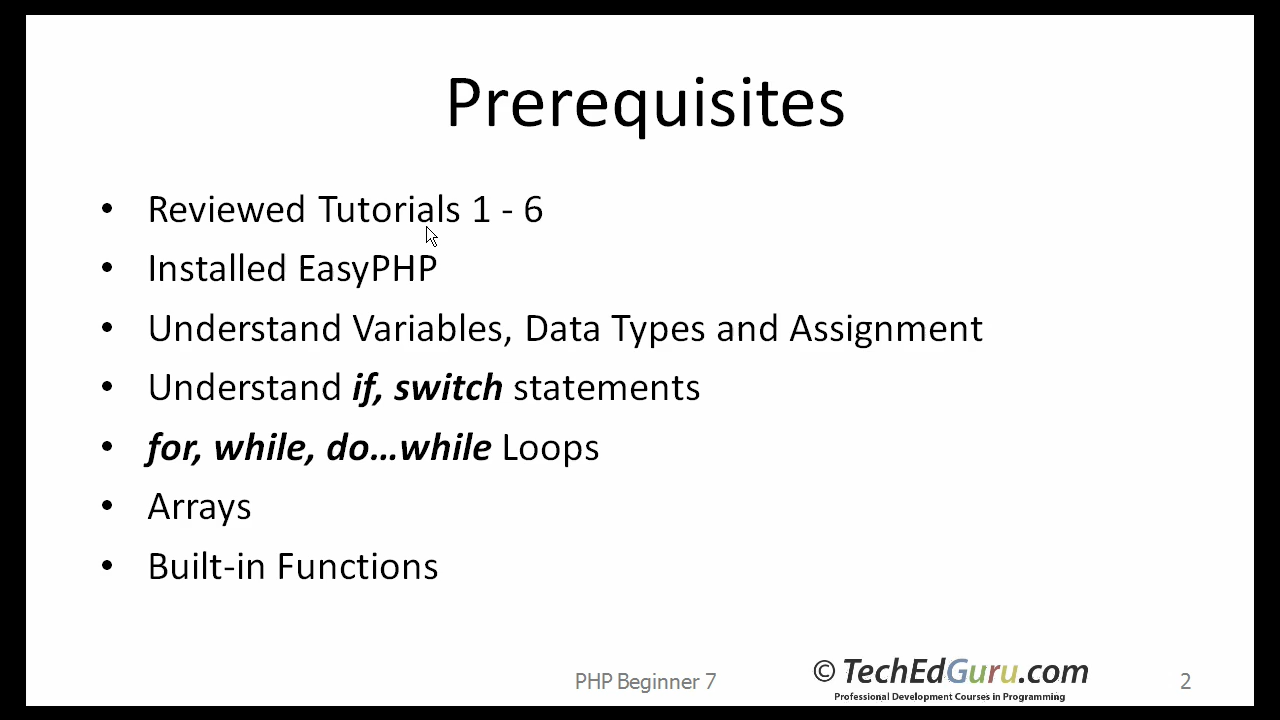 Prerequisites
• Reviewed Tutorials 1 - 6
• Installed EasyPHP
• Understand Variables, Data Types and Assignment
• Understand if, switch statements
• for, while, do...while Loops
• Arrays
• Built-in Functions
PHP Beginner 7
© TechEdGuru.com
Professional Development Courses in Programming
2